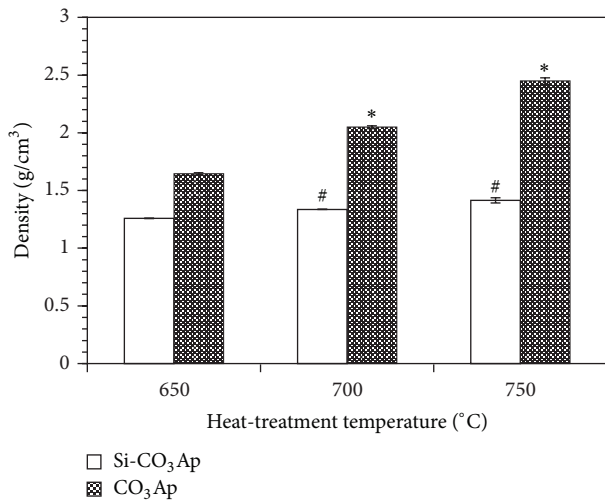 3
2.5
2
1.5
1
0.5
0
Density (g/cm³)
#
*
#
*
650 700 750
Heat-treatment temperature (°C)
Si-CO₃Ap
CO₃Ap